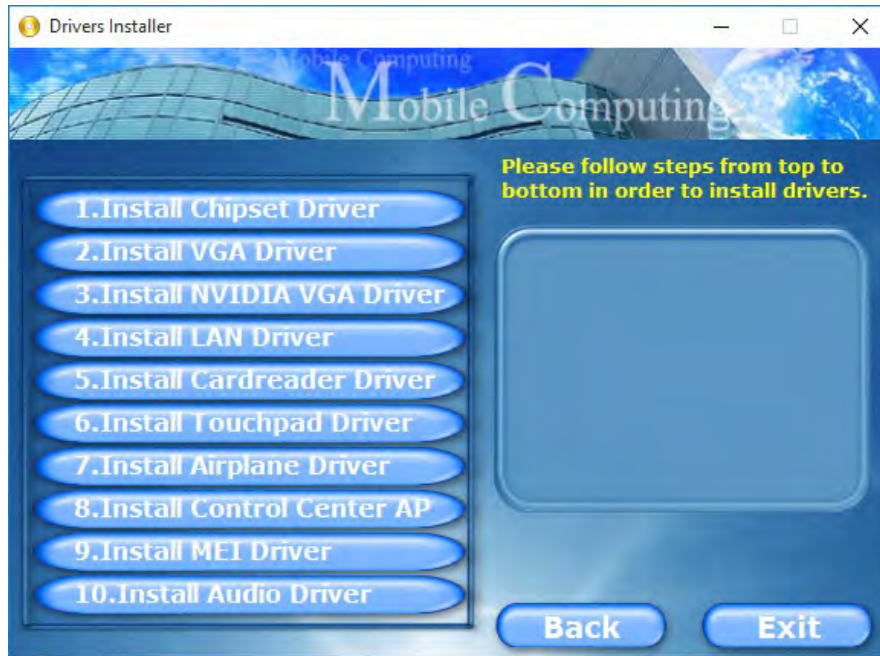 Drivers Installer
Mobile Computing
Mobile Computing
Please follow steps from top to
bottom in order to install drivers.
1.Install Chipset Driver
2.Install VGA Driver
3.Install NVIDIA VGA Driver
4.Install LAN Driver
5.Install Cardreader Driver
6.Install Touchpad Driver
7.Install Airplane Driver
8.Install Control Center AP
9.Install MEI Driver
10.Install Audio Driver
Back
Exit